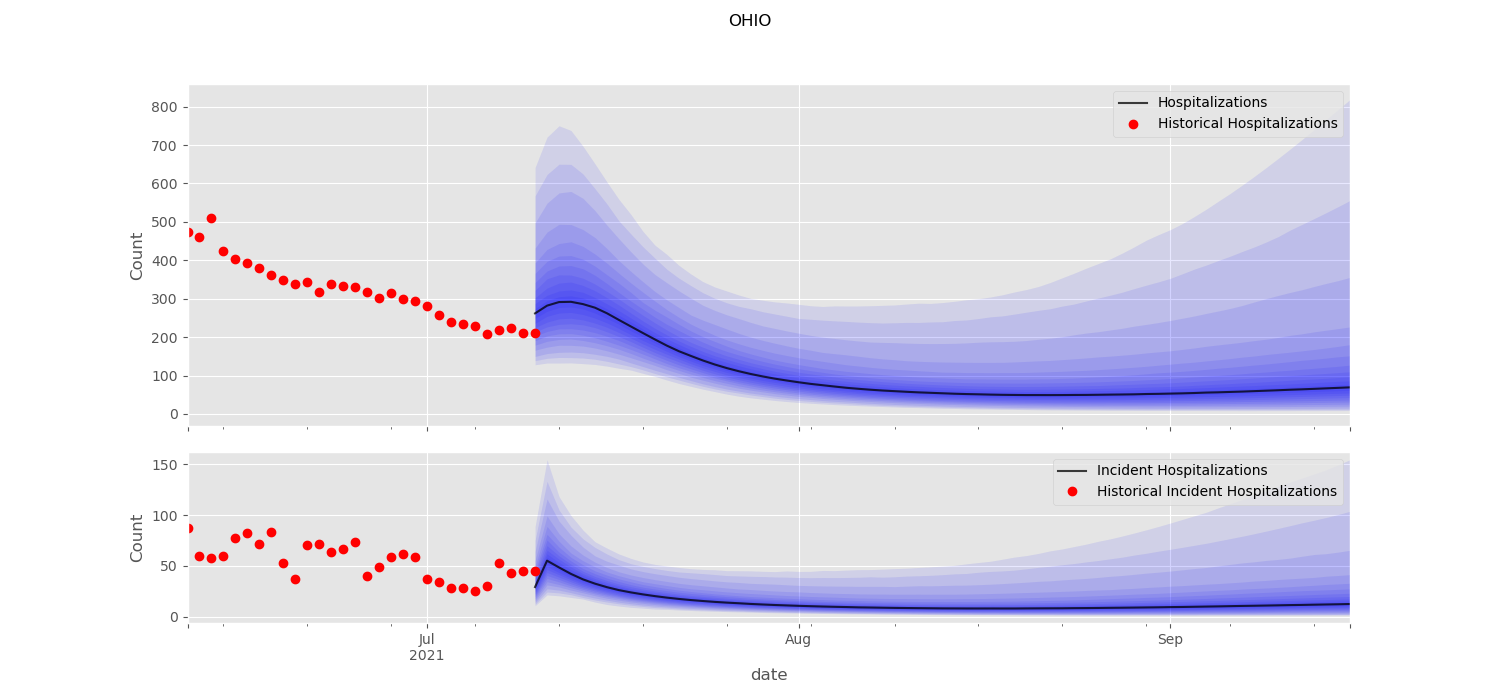 OHIO
800
700
600
500
400
300
200
100
0
Count
Hospitalizations
Historical Hospitalizations
150
100
50
0
Count
Incident Hospitalizations
Historical Incident Hospitalizations
Jul
2021
Aug
Sep
date